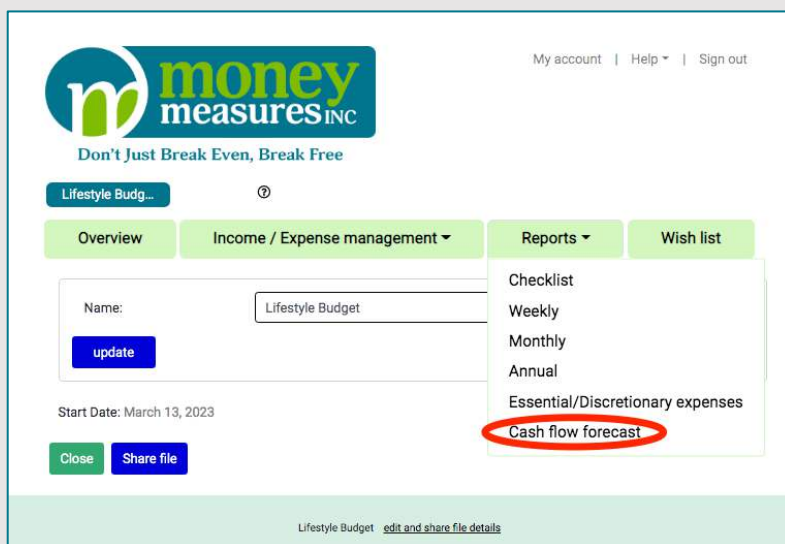 My account | Help | Sign out
m money
measures INC
Don't Just Break Even, Break Free
Lifestyle Budg...
Overview
Income / Expense management
Reports
Wish list
Checklist
Name:
Lifestyle Budget
Weekly
Monthly
update
Annual
Essential/Discretionary expenses
Start Date: March 13, 2023
Cash flow forecast
Close
Share file
Lifestyle Budget edit and share file details